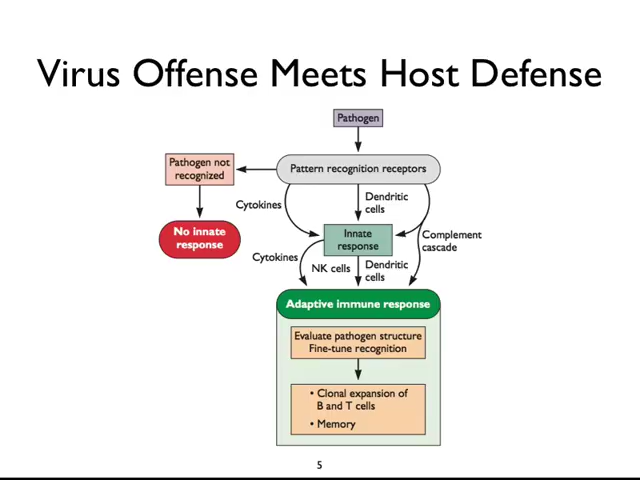 Virus Offense Meets Host Defense
Pathogen
Pathogen not
recognized
Pattern recognition receptors
Cytokines
Dendritic
cells
No innate
response
Innate
response
Complement
cascade
Cytokines
NK cells
Dendritic
cells
Adaptive immune response
Evaluate pathogen structure
Fine-tune recognition
• Clonal expansion of
B and T cells
• Memory
5